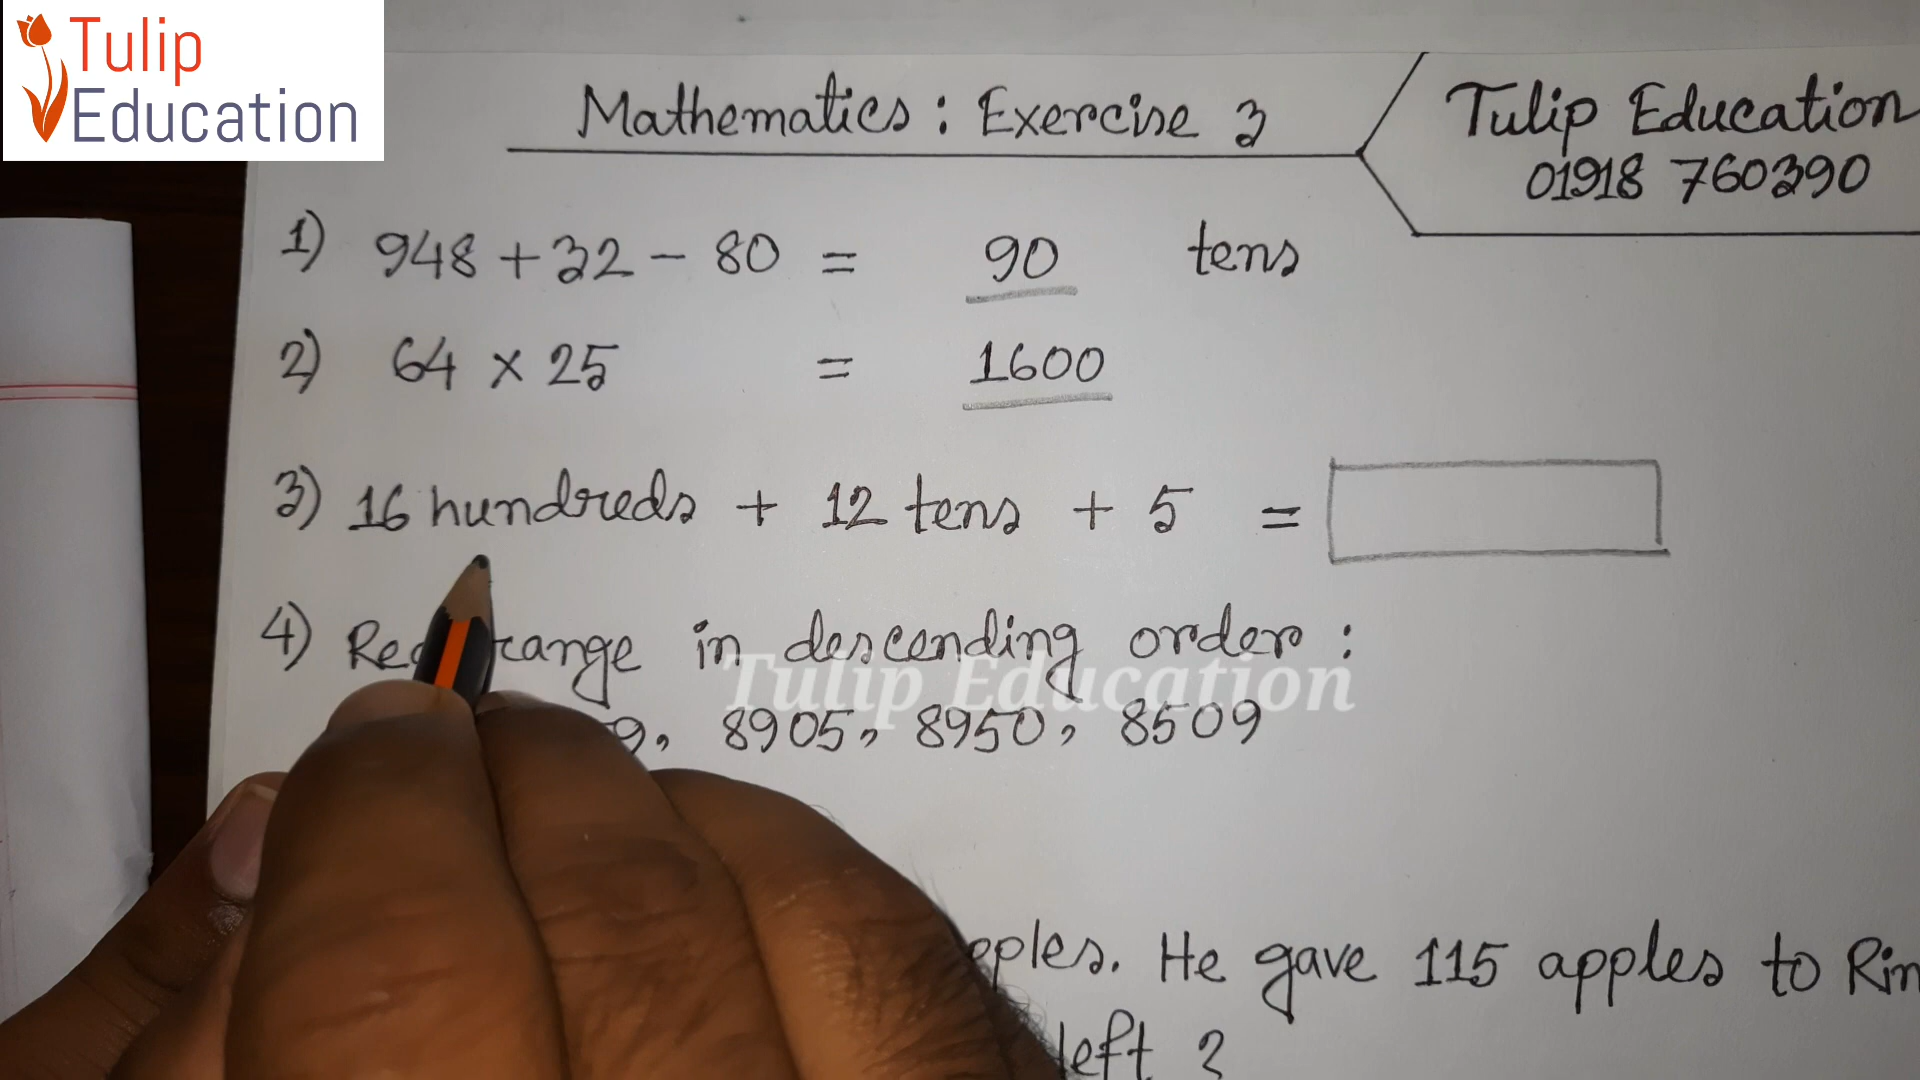 Tulip
Education
Mathematics: Exercise 3
Tulip Education
01918 760390
1) 948 + 32 - 80 = 90 tens
2) 64 × 25 = 1600
3) 16 hundreds + 12 tens + 5 =
4) in descending order:
Tulip Education
8905, 8950, 8509
He gave 115 apples to
left?